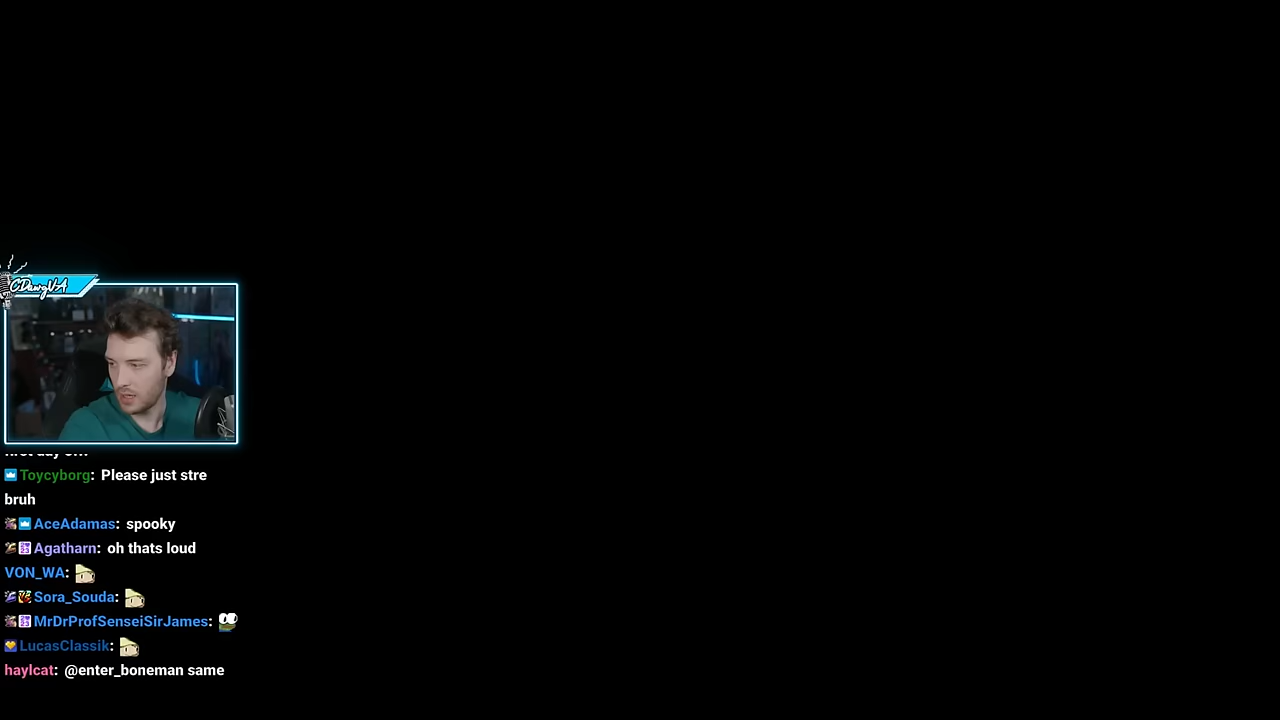 CDawgVA
Toycyborg: Please just stre
bruh
AceAdamas: spooky
Agatharn: oh thats loud
VON_WA:
Sora_Souda:
MrDrProfSenseiSirJames:
LucasClassik:
haylcat: @enter_boneman same